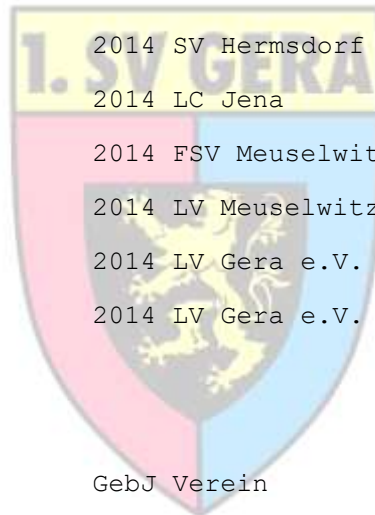 1. SV GERA
2014 SV Hermsdorf
2014 LC Jena
2014 FSV Meuselwit
2014 LV Meuselwitz
2014 LV Gera e.V.
2014 LV Gera e.V.
GebJ Verein